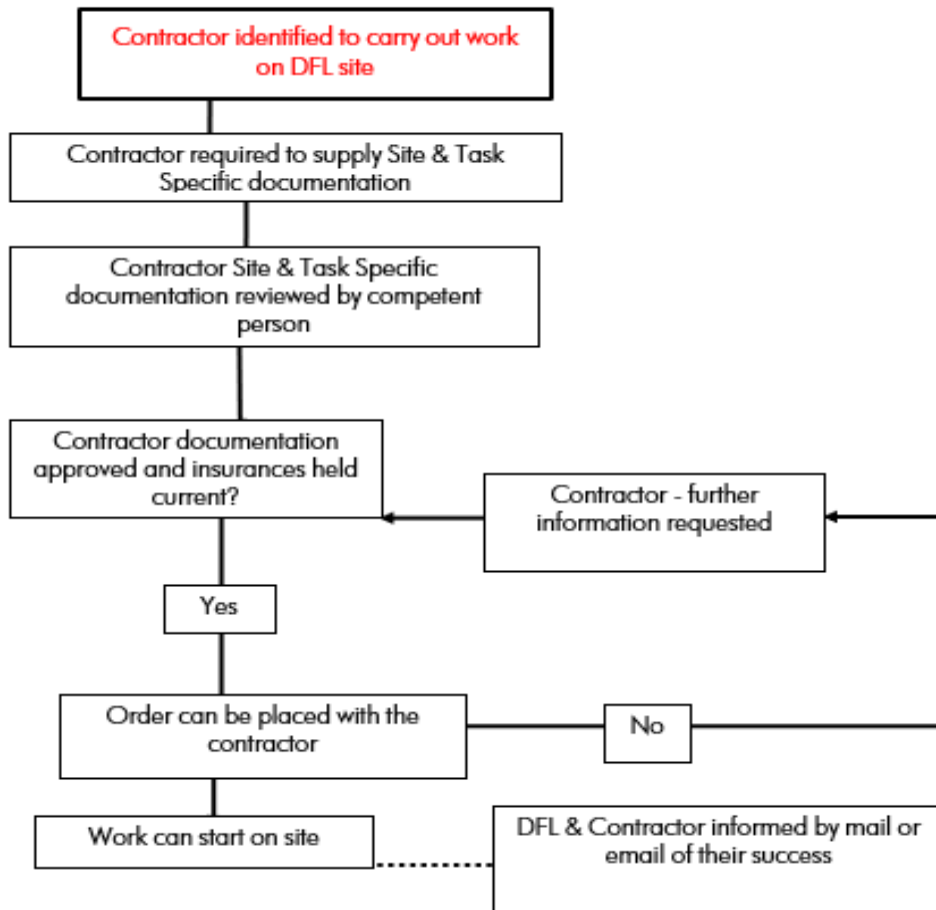 Contractor identified to carry out work
on DFL site
Contractor required to supply Site & Task
Specific documentation
Contractor Site & Task Specific
documentation reviewed by competent
person
Contractor documentation
approved and insurances held
current?
Contractor - further
information requested
Yes
Order can be placed with the
contractor
No
Work can start on site
DFL & Contractor informed by mail or
email of their success